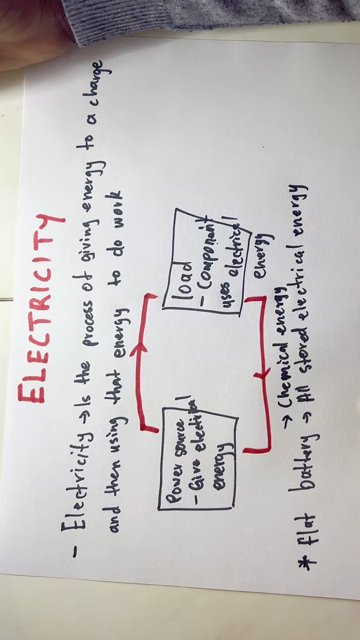 ELECTRICITY
- Electricity → Is the process of giving energy to a charge
and then using that energy to do work
Power source
- Give electrical
energy
load
- Component
uses electrical
energy
→ Chemical energy
* flat battery → All stored electrical energy